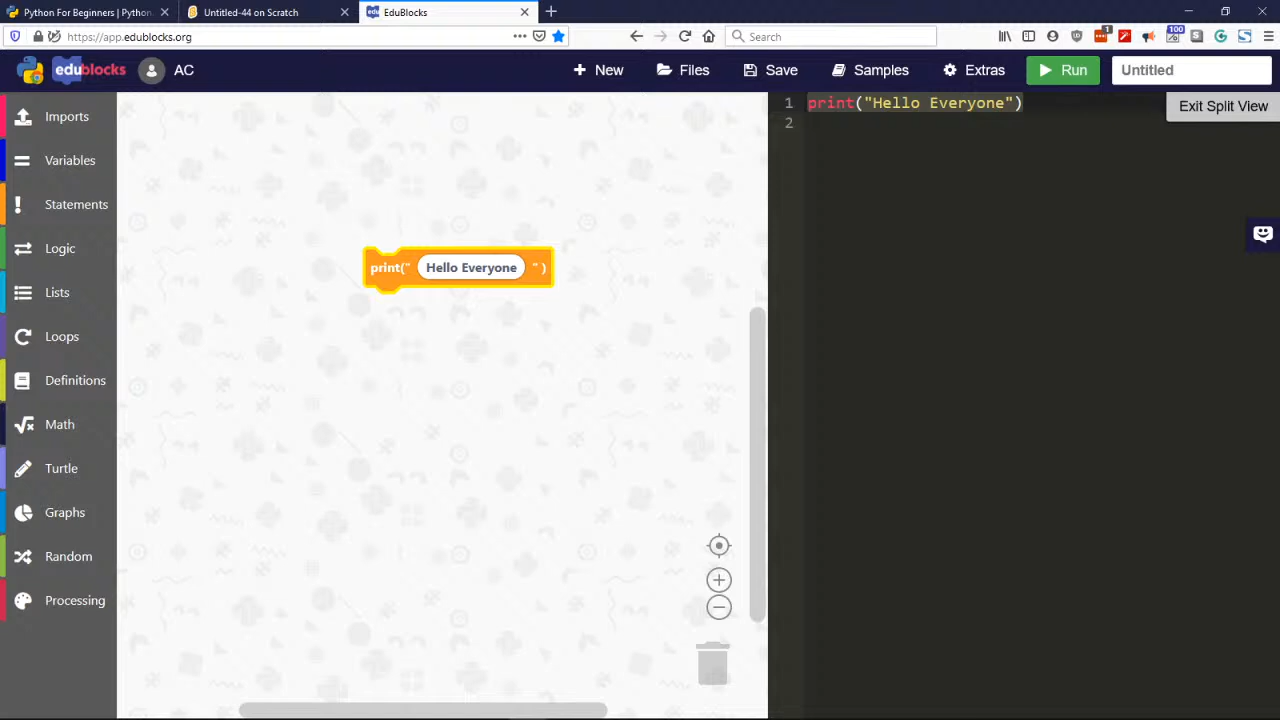 Python For Beginners | Python.
Untitled-44 on Scratch
EduBlocks
https://app.edublocks.org
Search
1
100
edublocks
AC
New
Files
Save
Samples
Extras
Run
Untitled
Imports
Variables
Statements
Logic
Lists
Loops
Definitions
Math
Turtle
Graphs
Random
Processing
print(" Hello Everyone ")
1 print("Hello Everyone")
2
Exit Split View